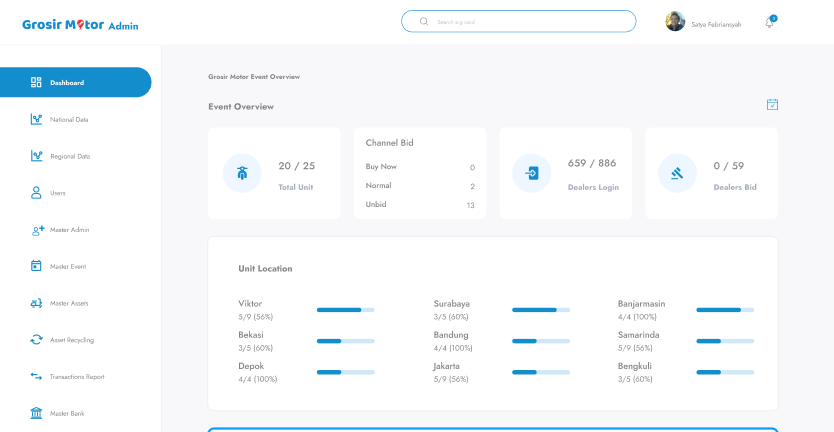 Grosir Motor Admin
Search e.g card
Satya Febriansyah
Dashboard
National Data
Regional Data
Users
Master Admin
Master Event
Master Assets
Asset Recycling
Transactions Report
Master Bank
Grosir Motor Event Overview
Event Overview
20 / 25
Total Unit
Channel Bid
Buy Now 0
Normal 2
Unbid 13
659 / 886
Dealers Login
0 / 59
Dealers Bid
Unit Location
Viktor
5/9 (56%)
Surabaya
3/5 (60%)
Banjarmasin
4/4 (100%)
Bekasi
3/5 (60%)
Bandung
4/4 (100%)
Samarinda
5/9 (56%)
Depok
4/4 (100%)
Jakarta
5/9 (56%)
Bengkuli
3/5 (60%)